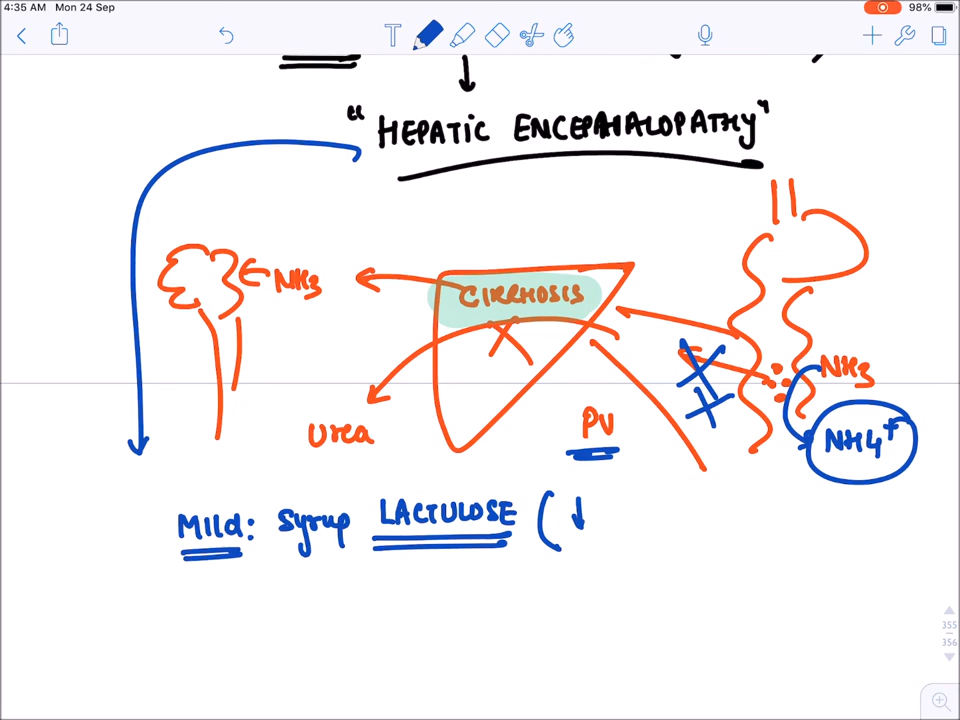 4:35 AM Mon 24 Sep
98%
T
"HEPATIC ENCEPHALOPATHY"
NH3
CIRRHOSIS
NH3
Urea
PV
NH4+
Mild: Syrup LACTULOSE ( ↓
355
356